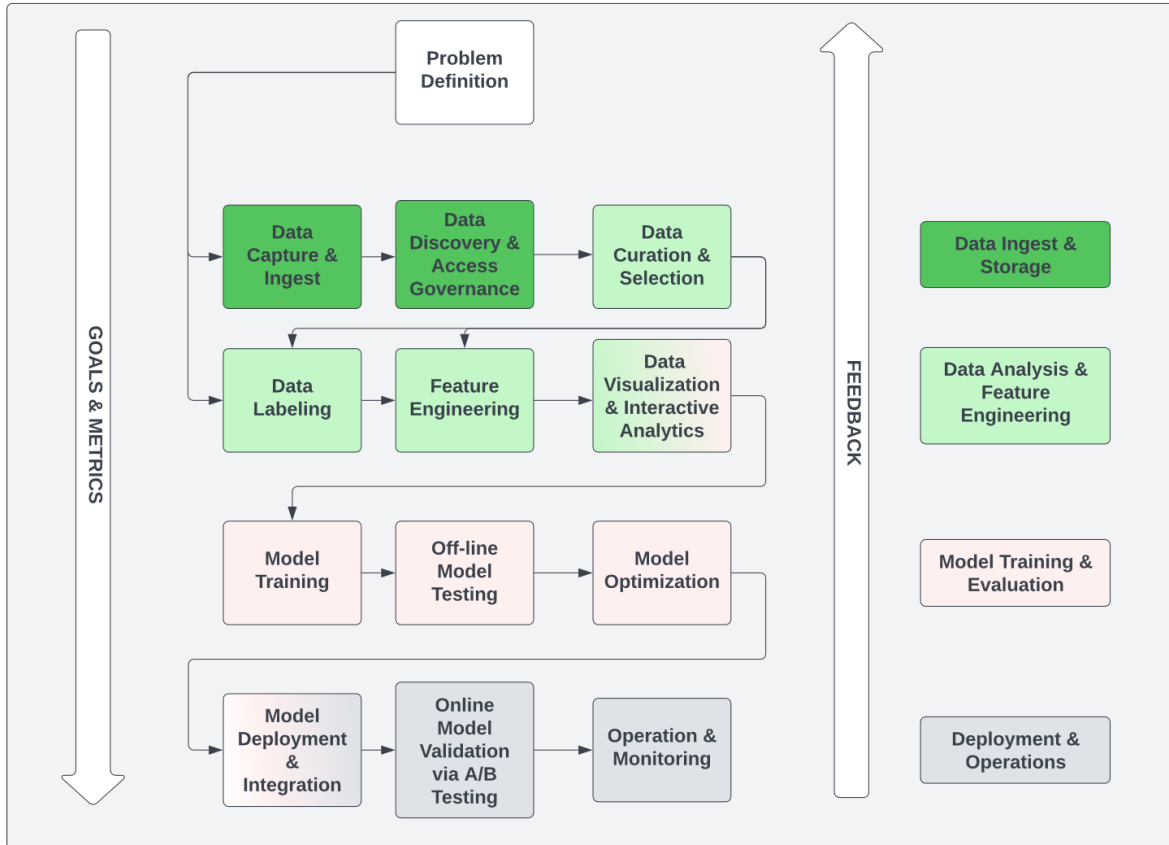 Problem
Definition
Data
Capture &
Ingest
Data
Discovery &
Access
Governance
Data
Curation &
Selection
Data
Labeling
Feature
Engineering
Data
Visualization
& Interactive
Analytics
Model
Training
Off-line
Model
Testing
Model
Optimization
Model
Deployment
&
Integration
Online
Model
Validation
via A/B
Testing
Operation &
Monitoring
GOALS & METRICS
FEEDBACK
Data Ingest &
Storage
Data Analysis &
Feature
Engineering
Model Training &
Evaluation
Deployment &
Operations